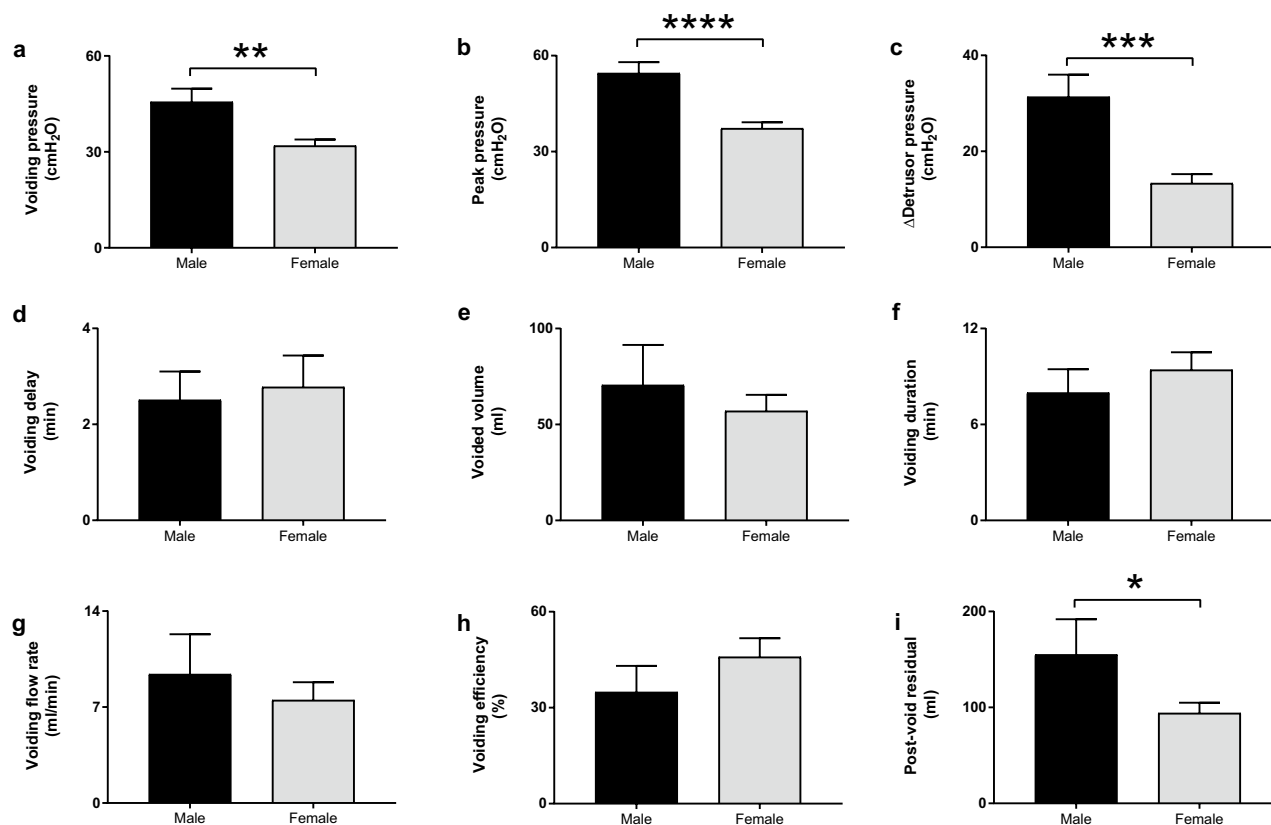 a
Voiding pressure
(cmH₂O)
60
30
0
**
Male
Female
b
Peak pressure
(cmH₂O)
60
30
0
****
Male
Female
c
ΔDetrusor pressure
(cmH₂O)
40
20
0
***
Male
Female
d
Voiding delay
(min)
4
2
0
Male
Female
e
Voided volume
(ml)
100
50
0
Male
Female
f
Voiding duration
(min)
12
6
0
Male
Female
g
Voiding flow rate
(ml/min)
14
7
0
Male
Female
h
Voiding efficiency
(%)
60
30
0
Male
Female
i
Post-void residual
(ml)
200
100
0
*
Male
Female